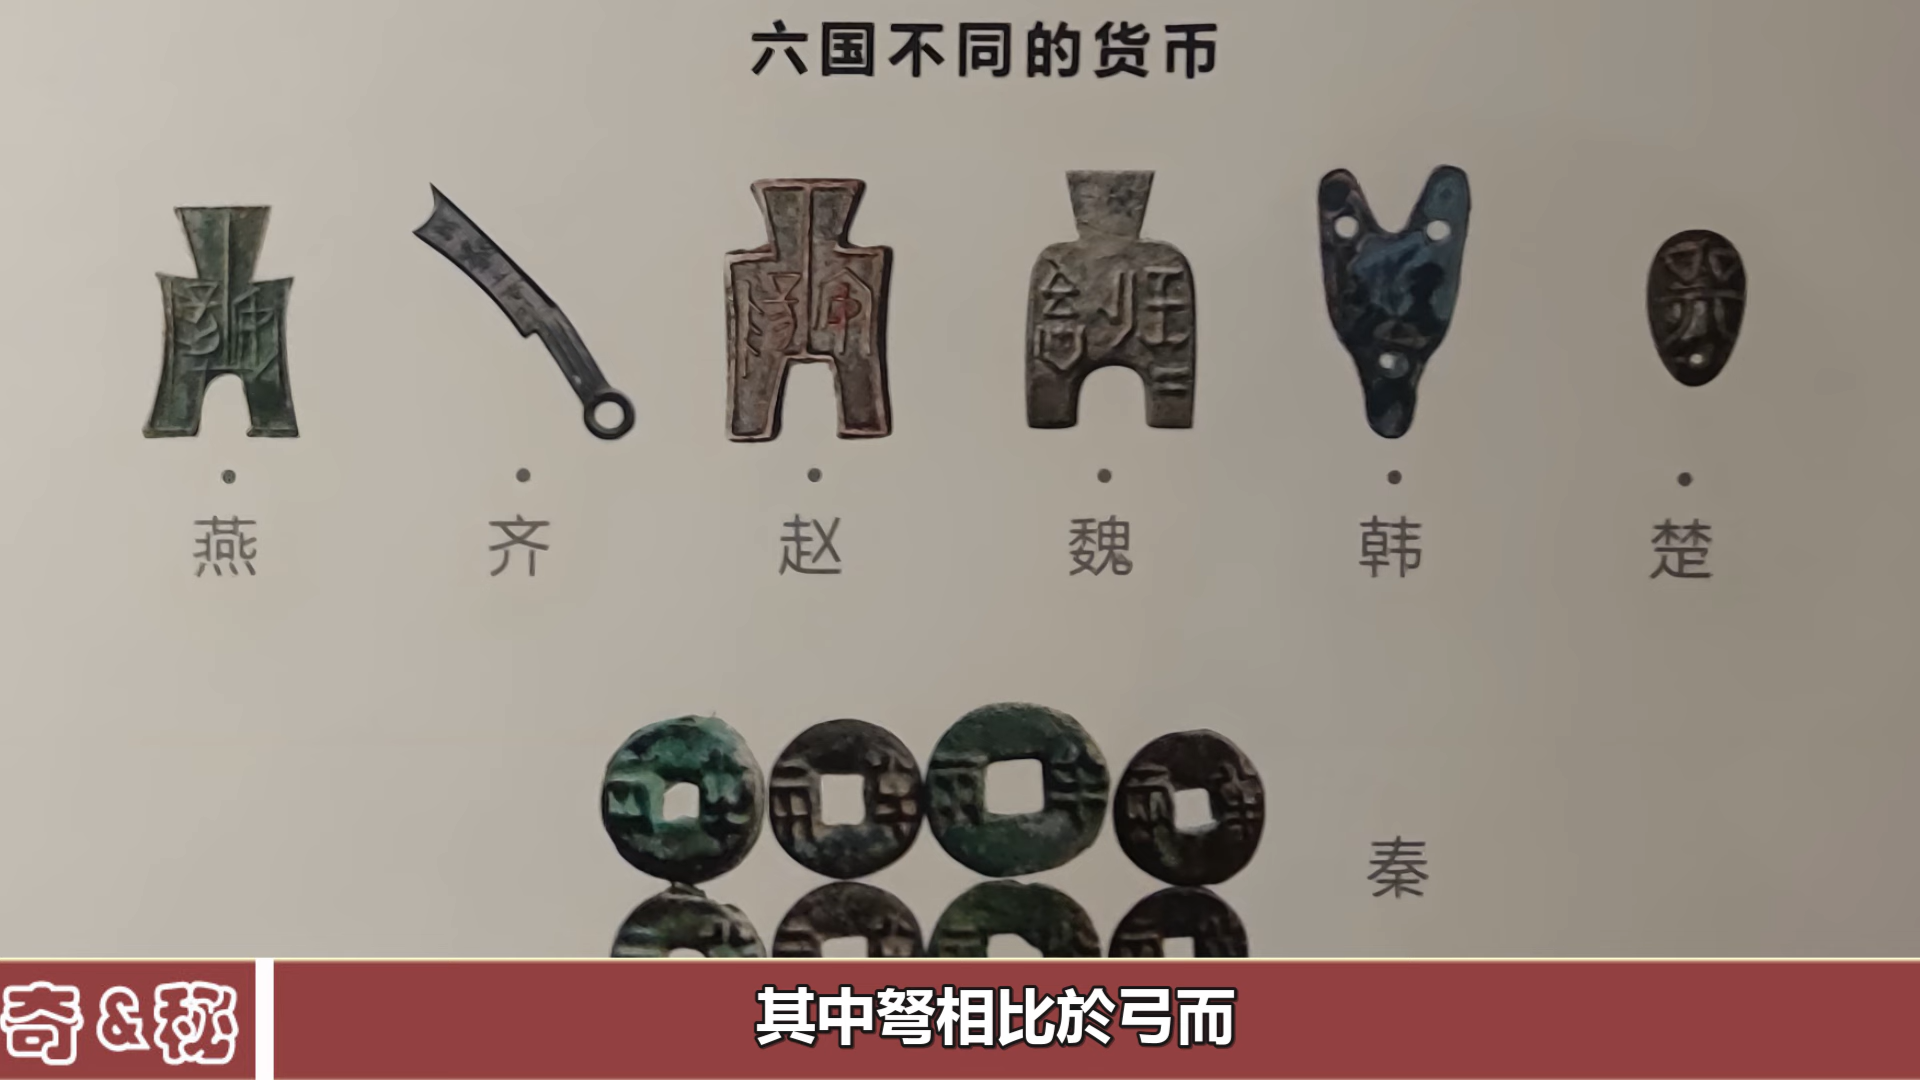 六国不同的货币
燕 齐 赵 魏 韩 楚
秦
奇&秘
其中弩相比於弓而